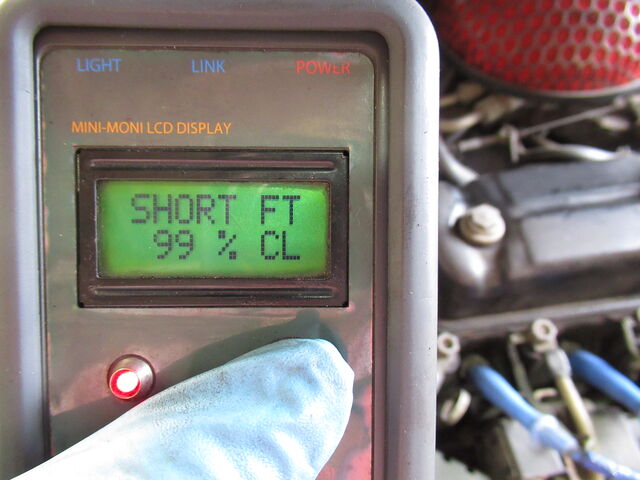 LIGHT LINK POWER
MINI-MONI LCD DISPLAY
SHORT FT
99 % CL